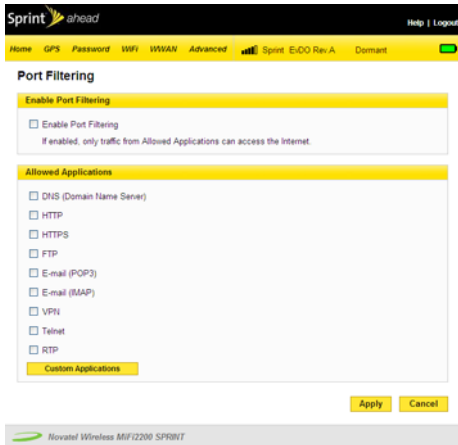 Sprint ahead
Help | Logout
Home GPS Password WiFi WWAN Advanced Sprint EvDO Rev.A Dormant
Port Filtering
Enable Port Filtering
Enable Port Filtering
If enabled, only traffic from Allowed Applications can access the Internet.
Allowed Applications
DNS (Domain Name Server)
HTTP
HTTPS
FTP
E-mail (POP3)
E-mail (IMAP)
VPN
Telnet
RTP
Custom Applications
Apply Cancel
Novatel Wireless MiFi2200 SPRINT